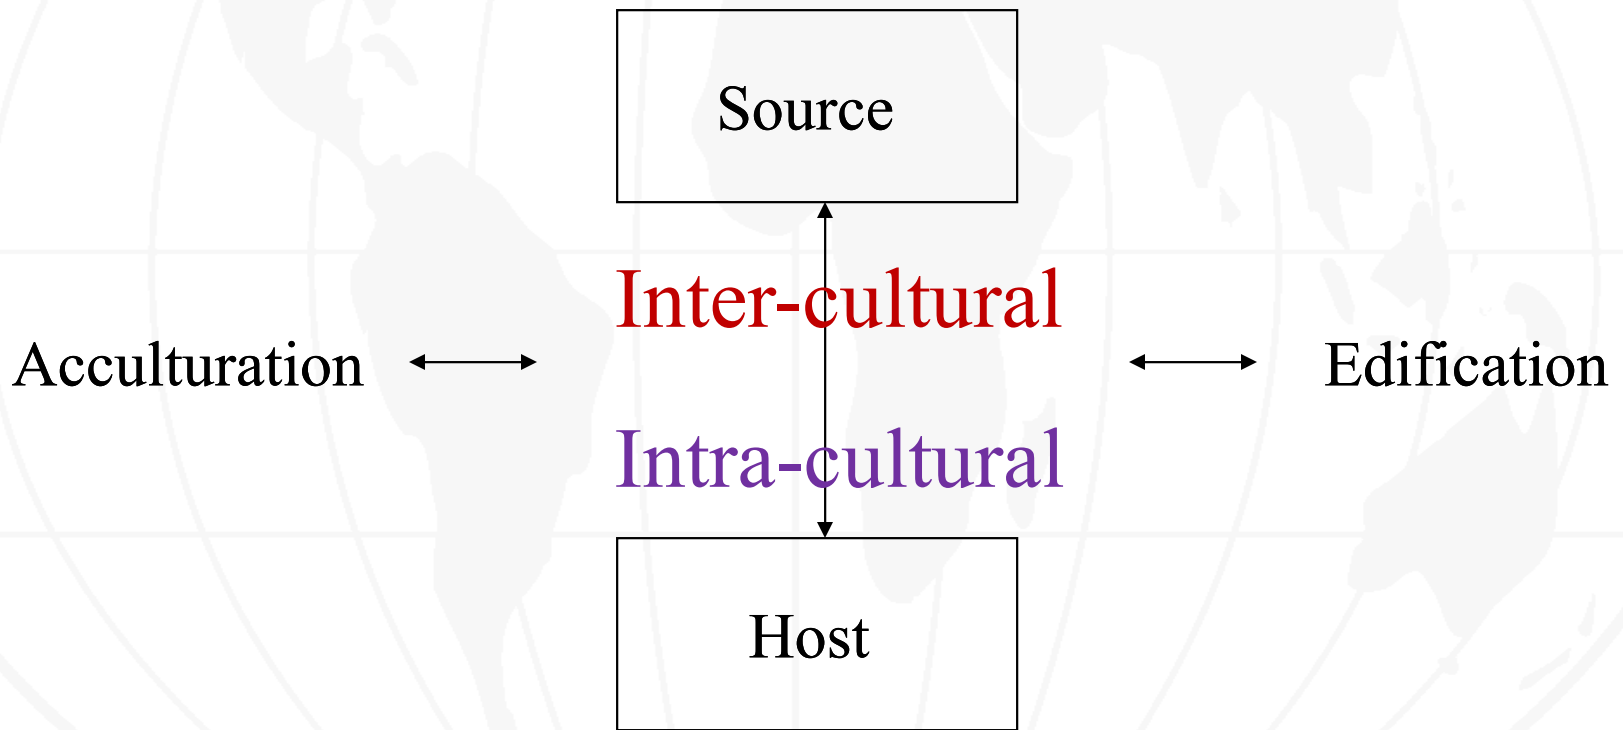 Source
Inter-cultural
Acculturation
Edification
Intra-cultural
Host